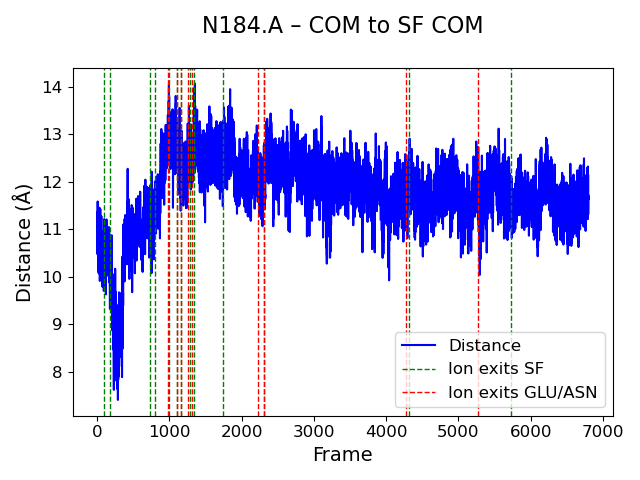 N184.A – COM to SF COM
14
13
12
11
10
9
8
Distance (Å)
Distance
Ion exits SF
Ion exits GLU/ASN
0 1000 2000 3000 4000 5000 6000 7000
Frame